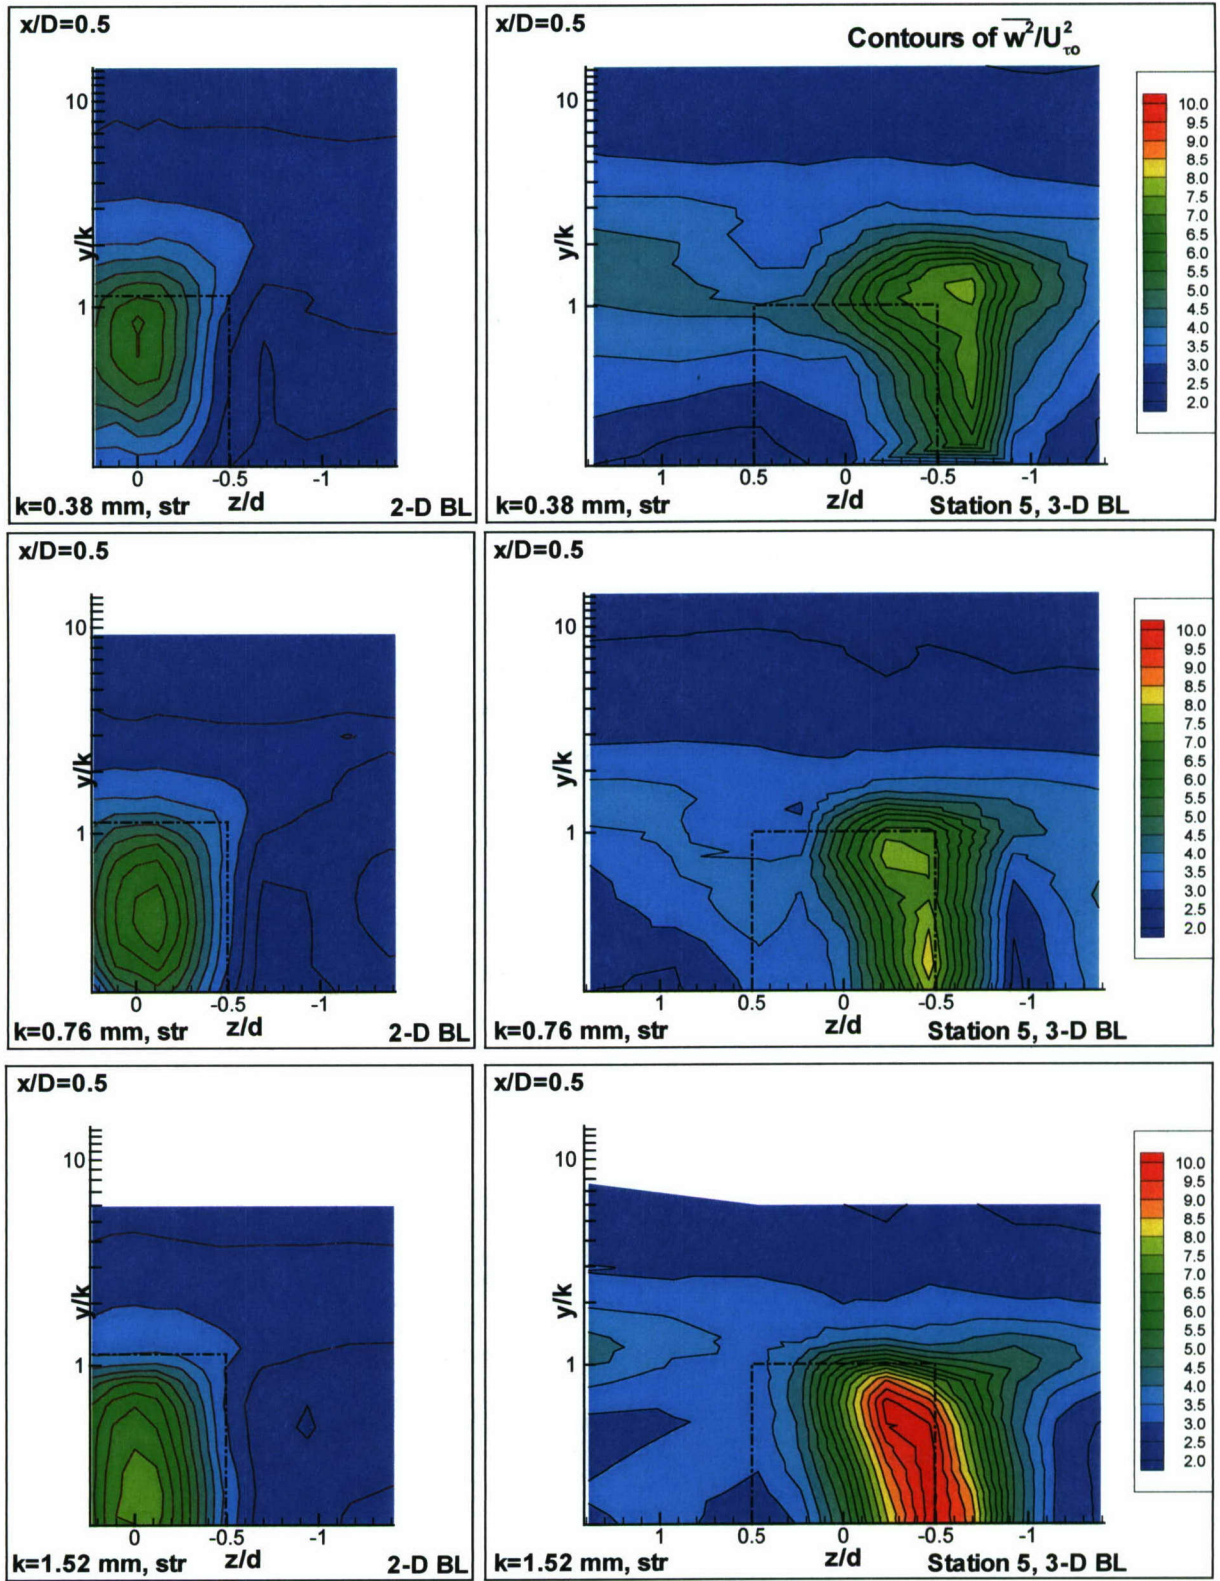 x/D=0.5
10
y/k
1
0
-0.5
-1
k=0.38 mm, str
z/d
2-D BL
x/D=0.5
Contours of w²/U²τo
10
y/k
1
1
0.5
0
-0.5
-1
k=0.38 mm, str
z/d
Station 5, 3-D BL
10.0
9.5
9.0
8.5
8.0
7.5
7.0
6.5
6.0
5.5
5.0
4.5
4.0
3.5
3.0
2.5
2.0
x/D=0.5
10
y/k
1
0
-0.5
-1
k=0.76 mm, str
z/d
2-D BL
x/D=0.5
10
y/k
1
1
0.5
0
-0.5
-1
k=0.76 mm, str
z/d
Station 5, 3-D BL
10.0
9.5
9.0
8.5
8.0
7.5
7.0
6.5
6.0
5.5
5.0
4.5
4.0
3.5
3.0
2.5
2.0
x/D=0.5
10
y/k
1
0
-0.5
-1
k=1.52 mm, str
z/d
2-D BL
x/D=0.5
10
y/k
1
1
0.5
0
-0.5
-1
k=1.52 mm, str
z/d
Station 5, 3-D BL
10.0
9.5
9.0
8.5
8.0
7.5
7.0
6.5
6.0
5.5
5.0
4.5
4.0
3.5
3.0
2.5
2.0